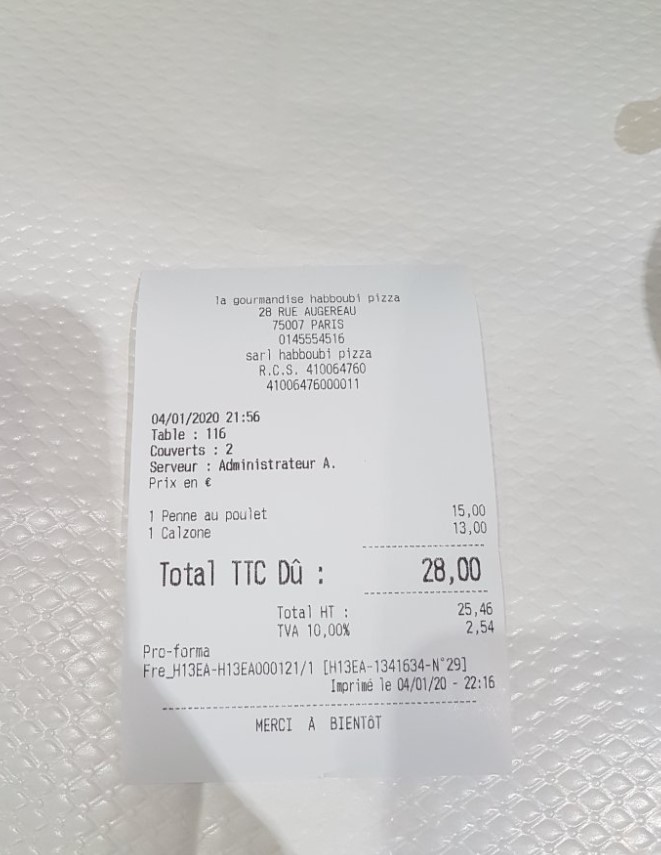 la gourmandise habboubi pizza
28 RUE AUGEREAU
75007 PARIS
0145554516
sarl habboubi pizza
R.C.S. 410064760
41006476000011
04/01/2020 21:56
Table : 116
Couverts : 2
Serveur : Administrateur A.
Prix en €
1 Penne au poulet 15,00
1 Calzone 13,00
Total TTC Dû : 28,00
Total HT : 25,46
TVA 10,00% 2,54
Pro-forma
Fre_H13EA-H13EA000121/1 [H13EA-1341634-N°29]
Imprimé le 04/01/20 - 22:16
MERCI A BIENTôT